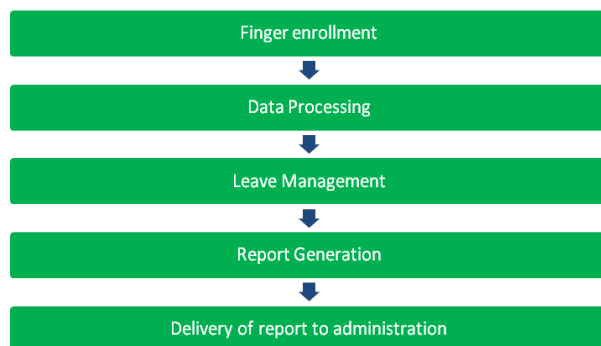 Finger enrollment
Data Processing
Leave Management
Report Generation
Delivery of report to administration